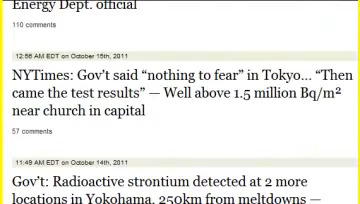 Energy Dept. official
110 comments
12:56 AM EDT on October 15th, 2011
NYTimes: Gov’t said “nothing to fear” in Tokyo… “Then
came the test results” — Well above 1.5 million Bq/m²
near church in capital
57 comments
11:49 AM EDT on October 14th, 2011
Gov’t: Radioactive strontium detected at 2 more
locations in Yokohama, 250km from meltdowns —